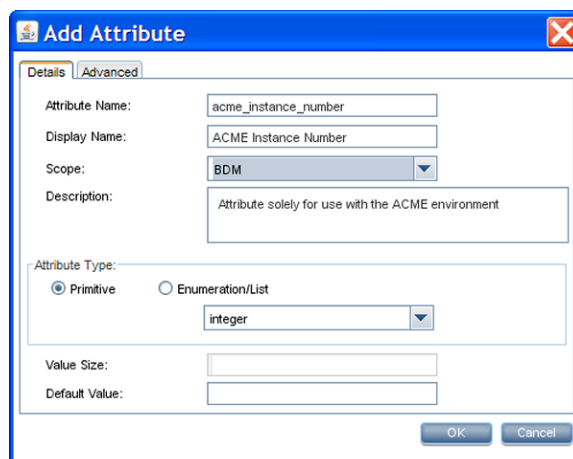 Add Attribute
Details Advanced
Attribute Name: acme_instance_number
Display Name: ACME Instance Number
Scope: BDM
Description: Attribute solely for use with the ACME environment
Attribute Type:
Primitive Enumeration/List
integer
Value Size:
Default Value:
OK Cancel